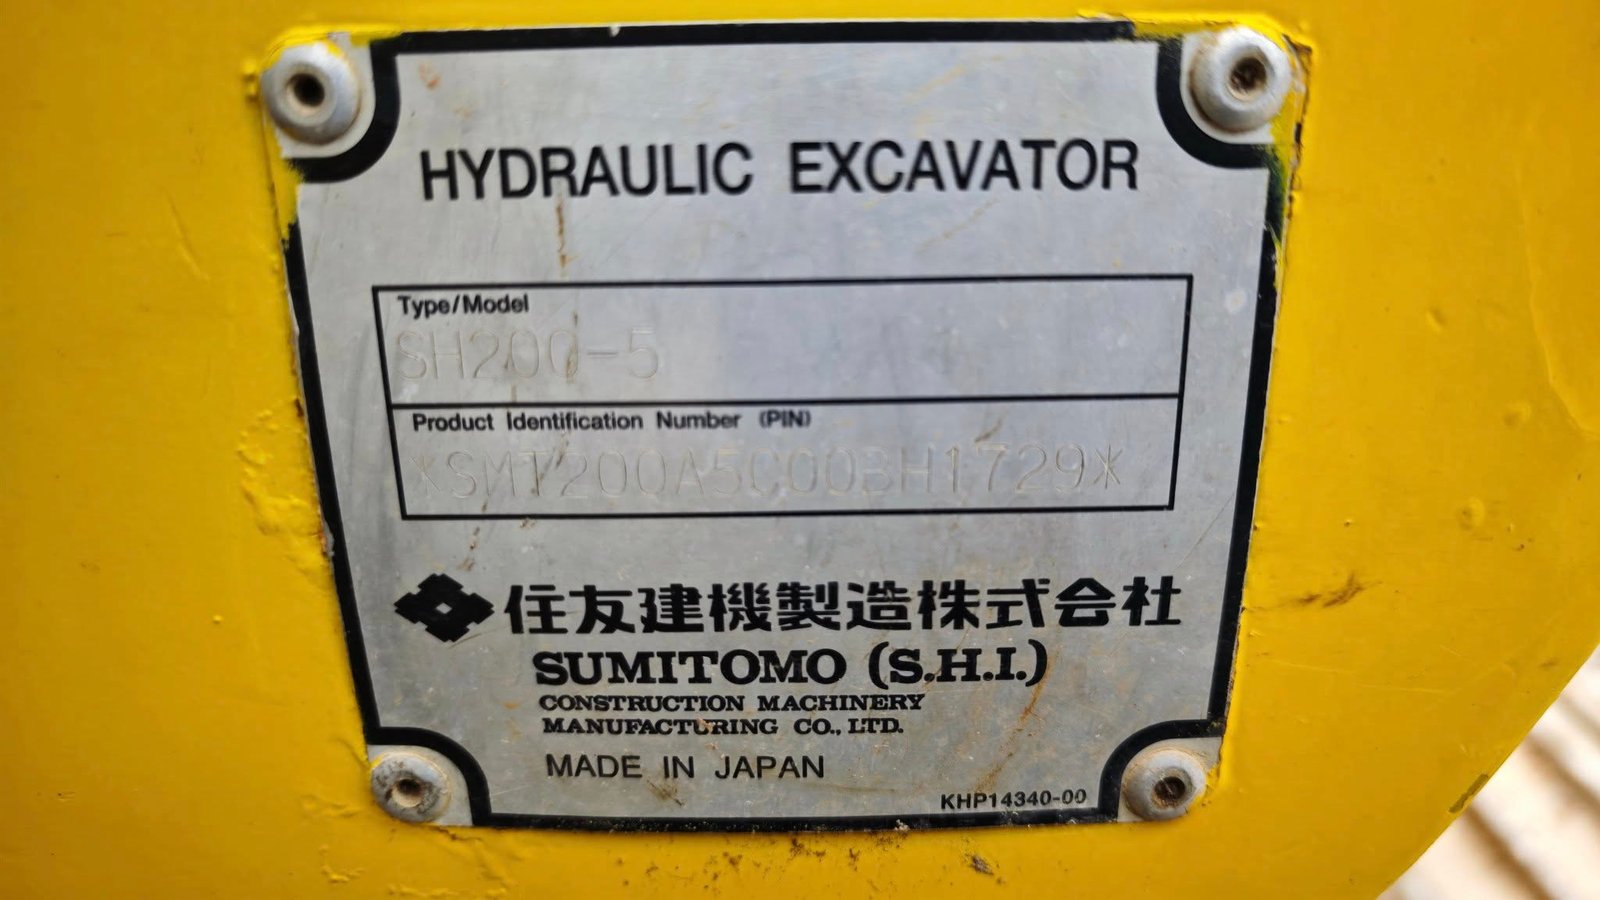 HYDRAULIC EXCAVATOR
Type/Model
SH200-5
Product Identification Number (PIN)
*SMT200A5C00BH1729*
住友建機製造株式会社
SUMITOMO (S.H.I.)
CONSTRUCTION MACHINERY
MANUFACTURING CO., LTD.
MADE IN JAPAN
KHP14340-00